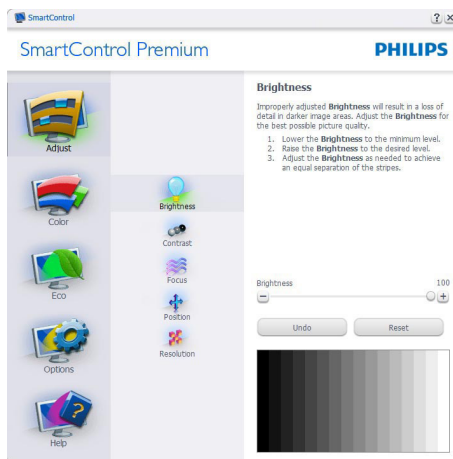 SmartControl
? x
SmartControl Premium
PHILIPS
Adjust
Color
Eco
Options
Help
Brightness
Contrast
Focus
Position
Resolution
Brightness
Improperly adjusted Brightness will result in a loss of
detail in darker image areas. Adjust the Brightness for
the best possible picture quality.
1. Lower the Brightness to the minimum level.
2. Raise the Brightness to the desired level.
3. Adjust the Brightness as needed to achieve
an equal separation of the stripes.
Brightness 100
Undo Reset